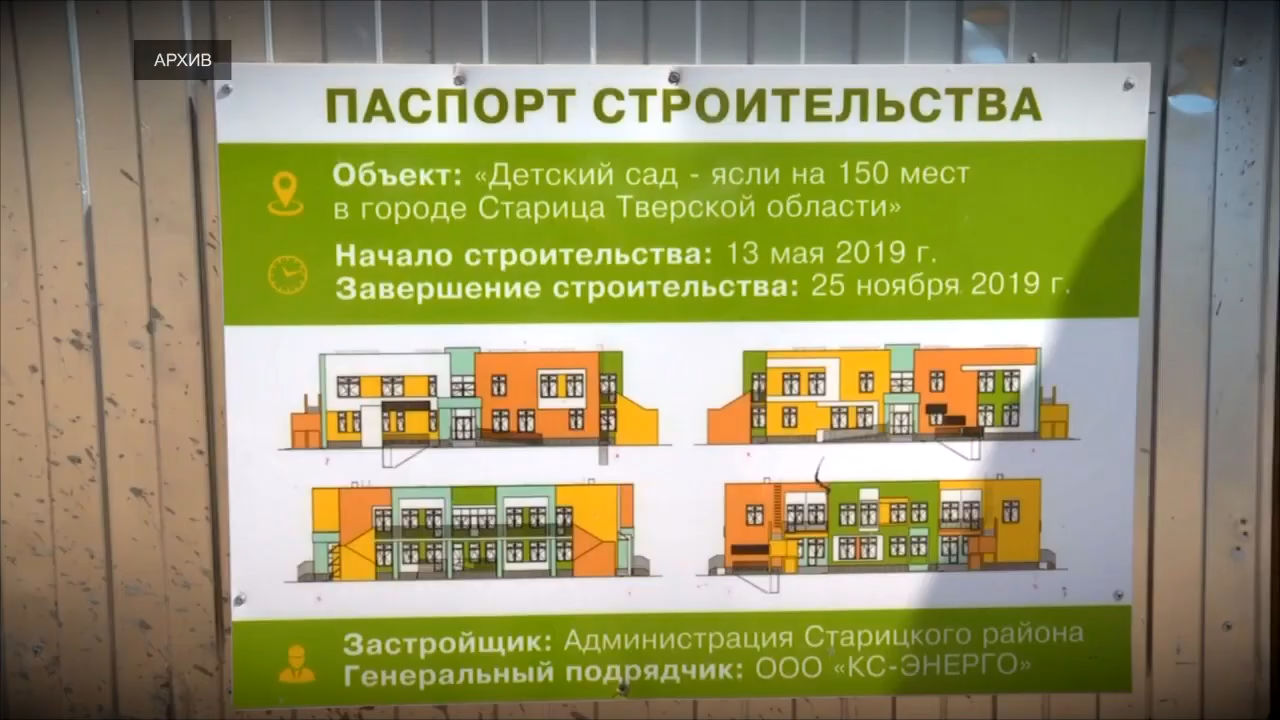 АРХИВ
ПАСПОРТ СТРОИТЕЛЬСТВА
Объект: «Детский сад - ясли на 150 мест
в городе Старица Тверской области»
Начало строительства: 13 мая 2019 г.
Завершение строительства: 25 ноября 2019 г.
Застройщик: Администрация Старицкого района
Генеральный подрядчик: ООО «КС-ЭНЕРГО»